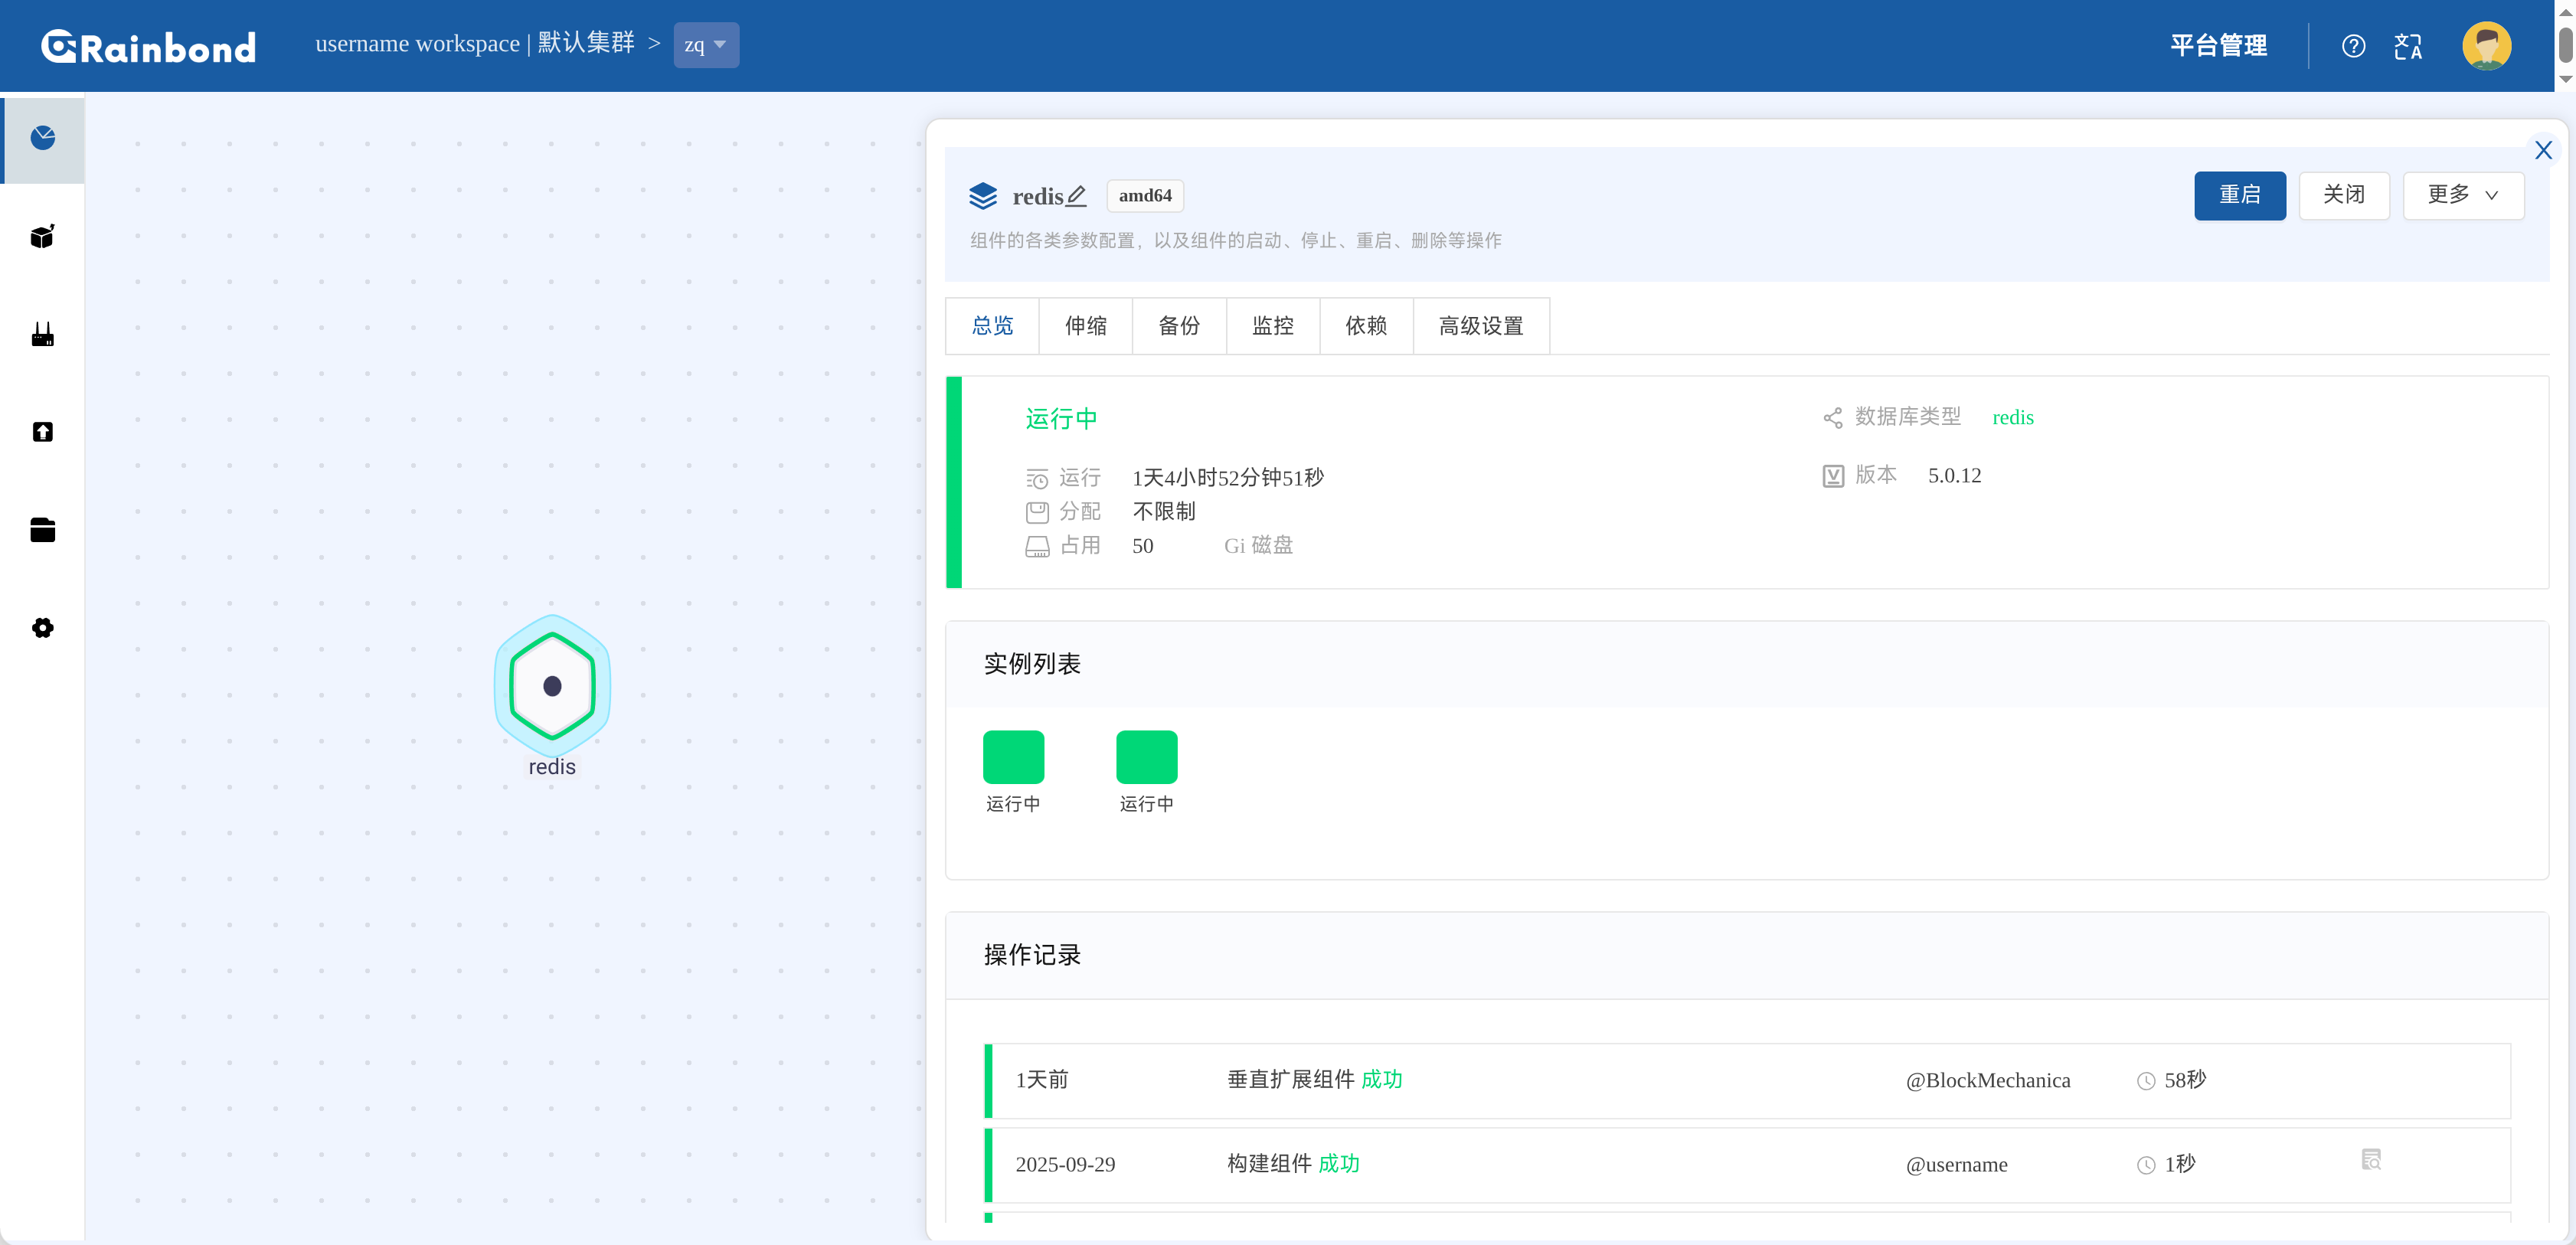 Rainbond
username workspace | 默认集群 > zq
平台管理
redis amd64
重启 关闭 更多
组件的各类参数配置，以及组件的启动、停止、重启、删除等操作
总览 伸缩 备份 监控 依赖 高级设置
运行中
数据库类型 redis
运行 1天4小时52分钟51秒
版本 5.0.12
分配 不限制
占用 50 Gi 磁盘
实例列表
运行中 运行中
redis
操作记录
1天前 垂直扩展组件 成功 @BlockMechanica 58秒
2025-09-29 构建组件 成功 @username 1秒